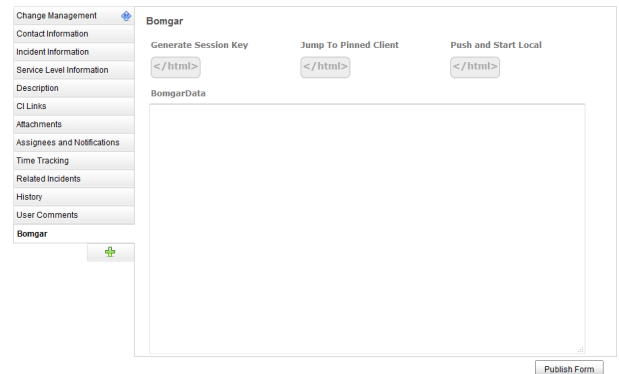 Change Management
Contact Information
Incident Information
Service Level Information
Description
CI Links
Attachments
Assignees and Notifications
Time Tracking
Related Incidents
History
User Comments
Bomgar
Bomgar
Generate Session Key Jump To Pinned Client Push and Start Local
</html> </html> </html>
BomgarData
Publish Form